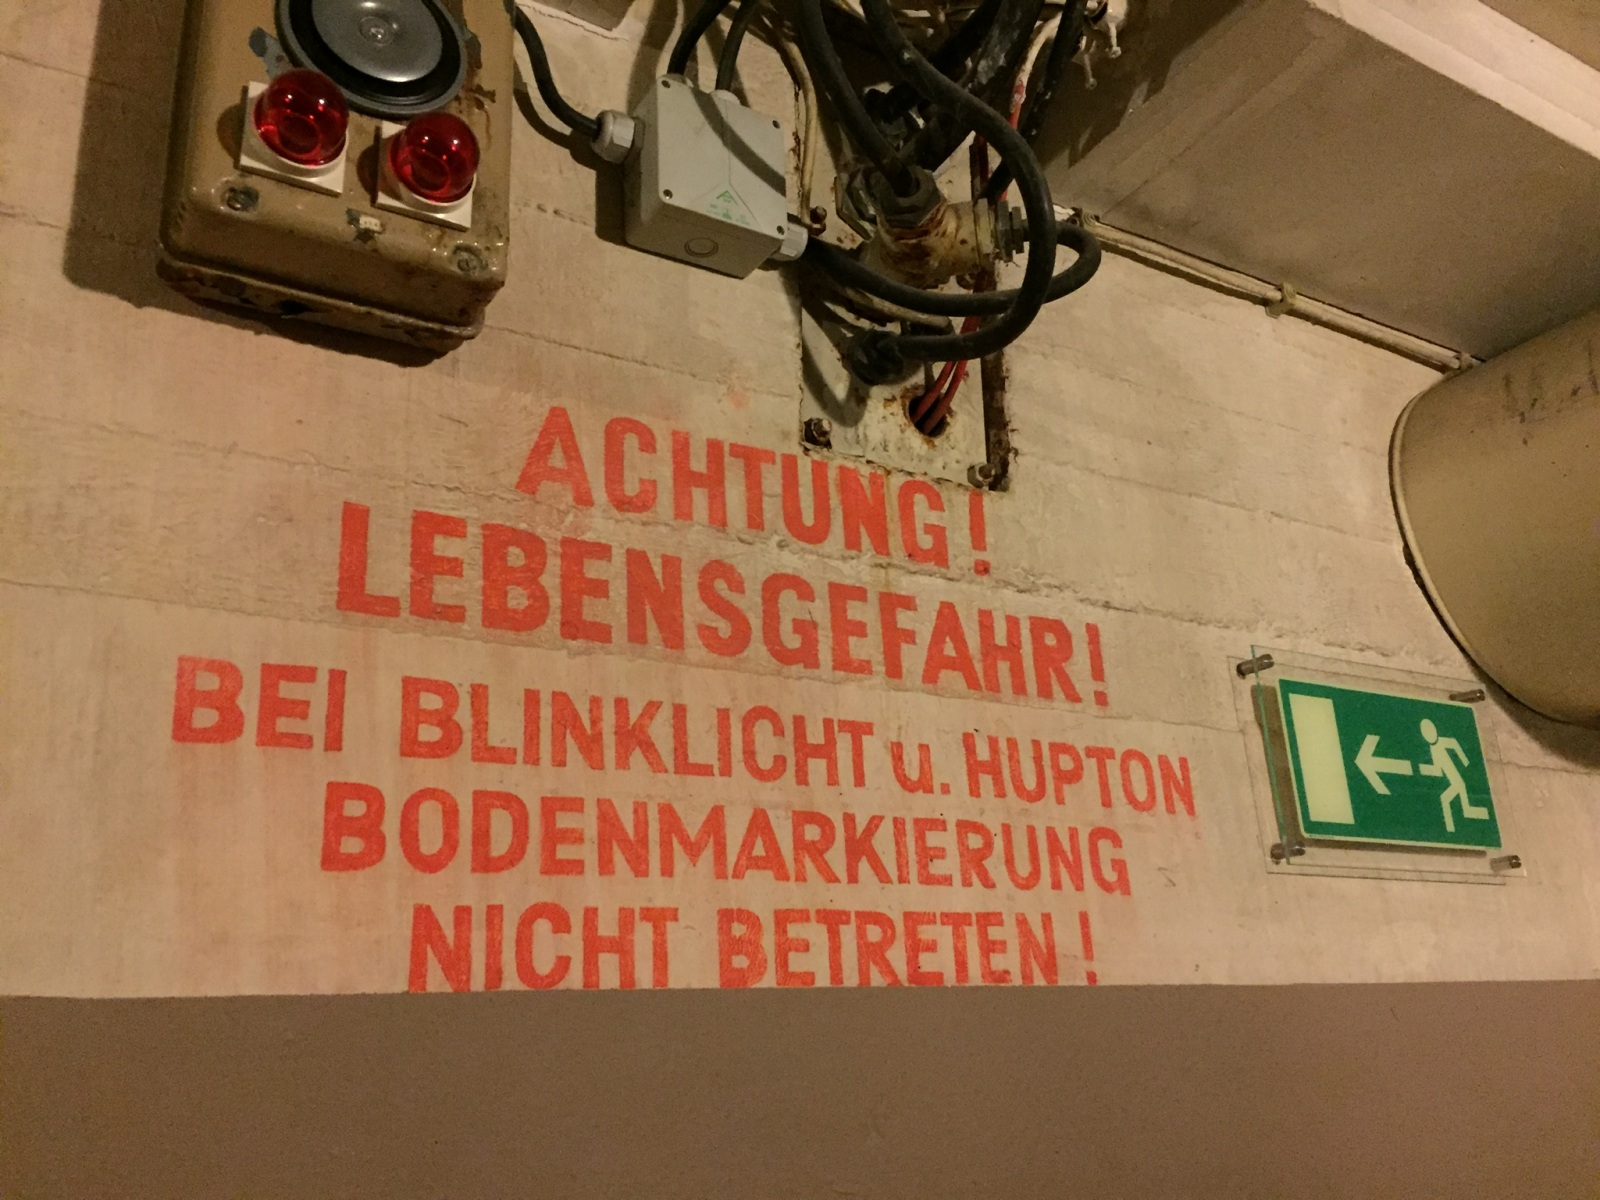 ACHTUNG!
LEBENSGEFAHR!
BEI BLINKLICHT u. HUPTON
BODENMARKIERUNG
NICHT BETRETEN!